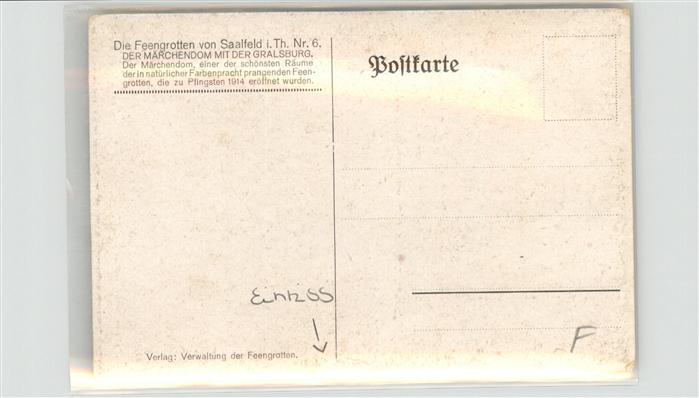 Die Feengrotten von Saalfeld i. Th. Nr. 6.
DER MÄRCHENDOM MIT DER GRALSBURG.
Der Märchendom, einer der schönsten Räume
der in natürlicher Farbenpracht prangenden Feen-
grotten, die zu Pfingsten 1914 eröffnet wurden.
Postkarte
Verlag: Verwaltung der Feengrotten.
F